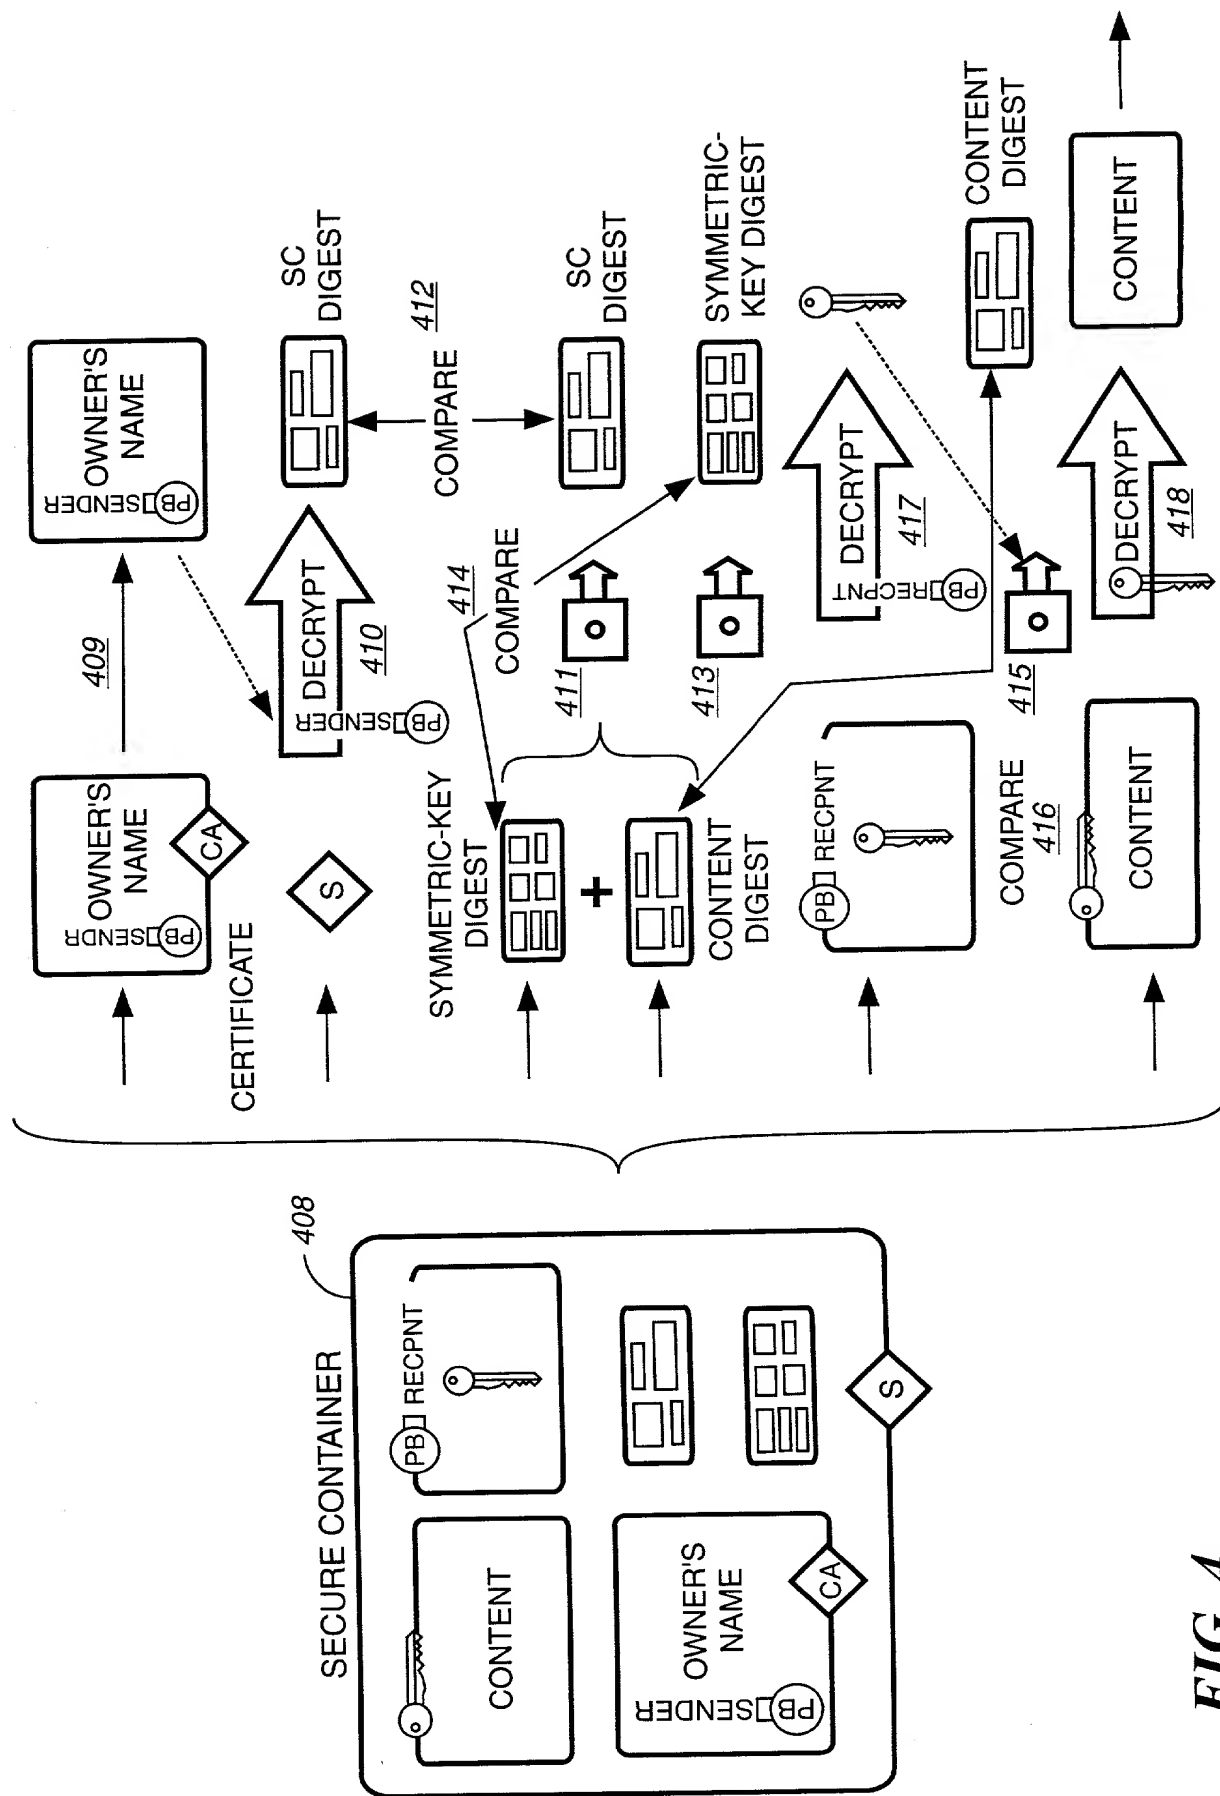 SECURE CONTAINER
408
CONTENT
PB RECPNT
PB SENDER
OWNER'S
NAME
CA
S
PB SENDR
OWNER'S
NAME
CA
CERTIFICATE
409
PB SENDER
OWNER'S
NAME
S
DECRYPT
PB SENDER
410
SC
DIGEST
COMPARE
412
SYMMETRIC-KEY
DIGEST
+
CONTENT
DIGEST
414
COMPARE
411
SC
DIGEST
413
SYMMETRIC-
KEY DIGEST
PB RECPNT
DECRYPT
PB RECPNT
417
COMPARE
416
415
CONTENT
DIGEST
CONTENT
DECRYPT
418
CONTENT
FIG. 4